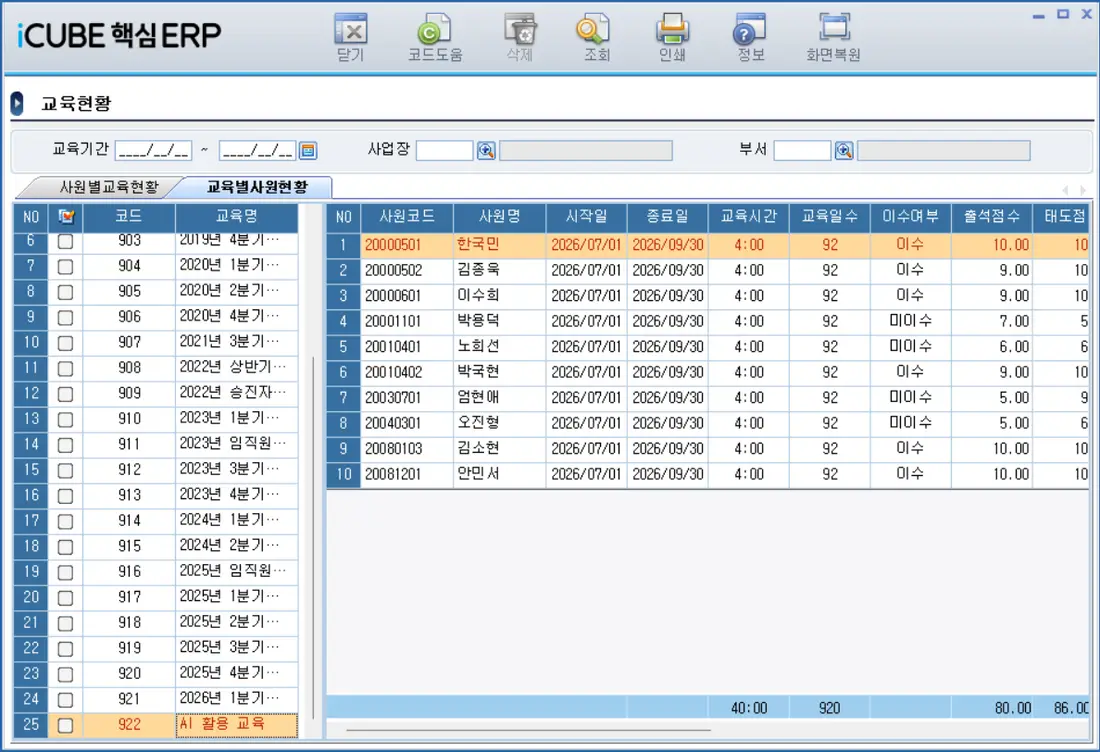 iCUBE 핵심ERP
닫기 코드도움 삭제 조회 인쇄 정보 화면복원
교육현황
교육기간 ____/__/__ ~ ____/__/__ 사업장 부서
사원별교육현황 교육별사원현황
NO 코드 교육명
6 903 2019년 4분기···
7 904 2020년 1분기···
8 905 2020년 2분기···
9 906 2020년 4분기···
10 907 2021년 3분기···
11 908 2022년 상반기···
12 909 2022년 승진자···
13 910 2023년 1분기···
14 911 2023년 임직원···
15 912 2023년 3분기···
16 913 2023년 4분기···
17 914 2024년 1분기···
18 915 2024년 2분기···
19 916 2025년 임직원···
20 917 2025년 1분기···
21 918 2025년 2분기···
22 919 2025년 3분기···
23 920 2025년 4분기···
24 921 2026년 1분기···
25 922 AI 활용 교육
NO 사원코드 사원명 시작일 종료일 교육시간 교육일수 이수여부 출석점수 태도점
1 20000501 한국민 2026/07/01 2026/09/30 4:00 92 이수 10.00 10
2 20000502 김종욱 2026/07/01 2026/09/30 4:00 92 이수 9.00 10
3 20000601 이수희 2026/07/01 2026/09/30 4:00 92 이수 9.00 10
4 20001101 박용덕 2026/07/01 2026/09/30 4:00 92 미이수 7.00 5
5 20010401 노희선 2026/07/01 2026/09/30 4:00 92 미이수 6.00 6
6 20010402 박국현 2026/07/01 2026/09/30 4:00 92 이수 9.00 10
7 20030701 엄현애 2026/07/01 2026/09/30 4:00 92 미이수 5.00 9
8 20040301 오진형 2026/07/01 2026/09/30 4:00 92 미이수 5.00 6
9 20080103 김소현 2026/07/01 2026/09/30 4:00 92 이수 10.00 10
10 20081201 안민서 2026/07/01 2026/09/30 4:00 92 이수 10.00 10
40:00 920 80.00 86.00